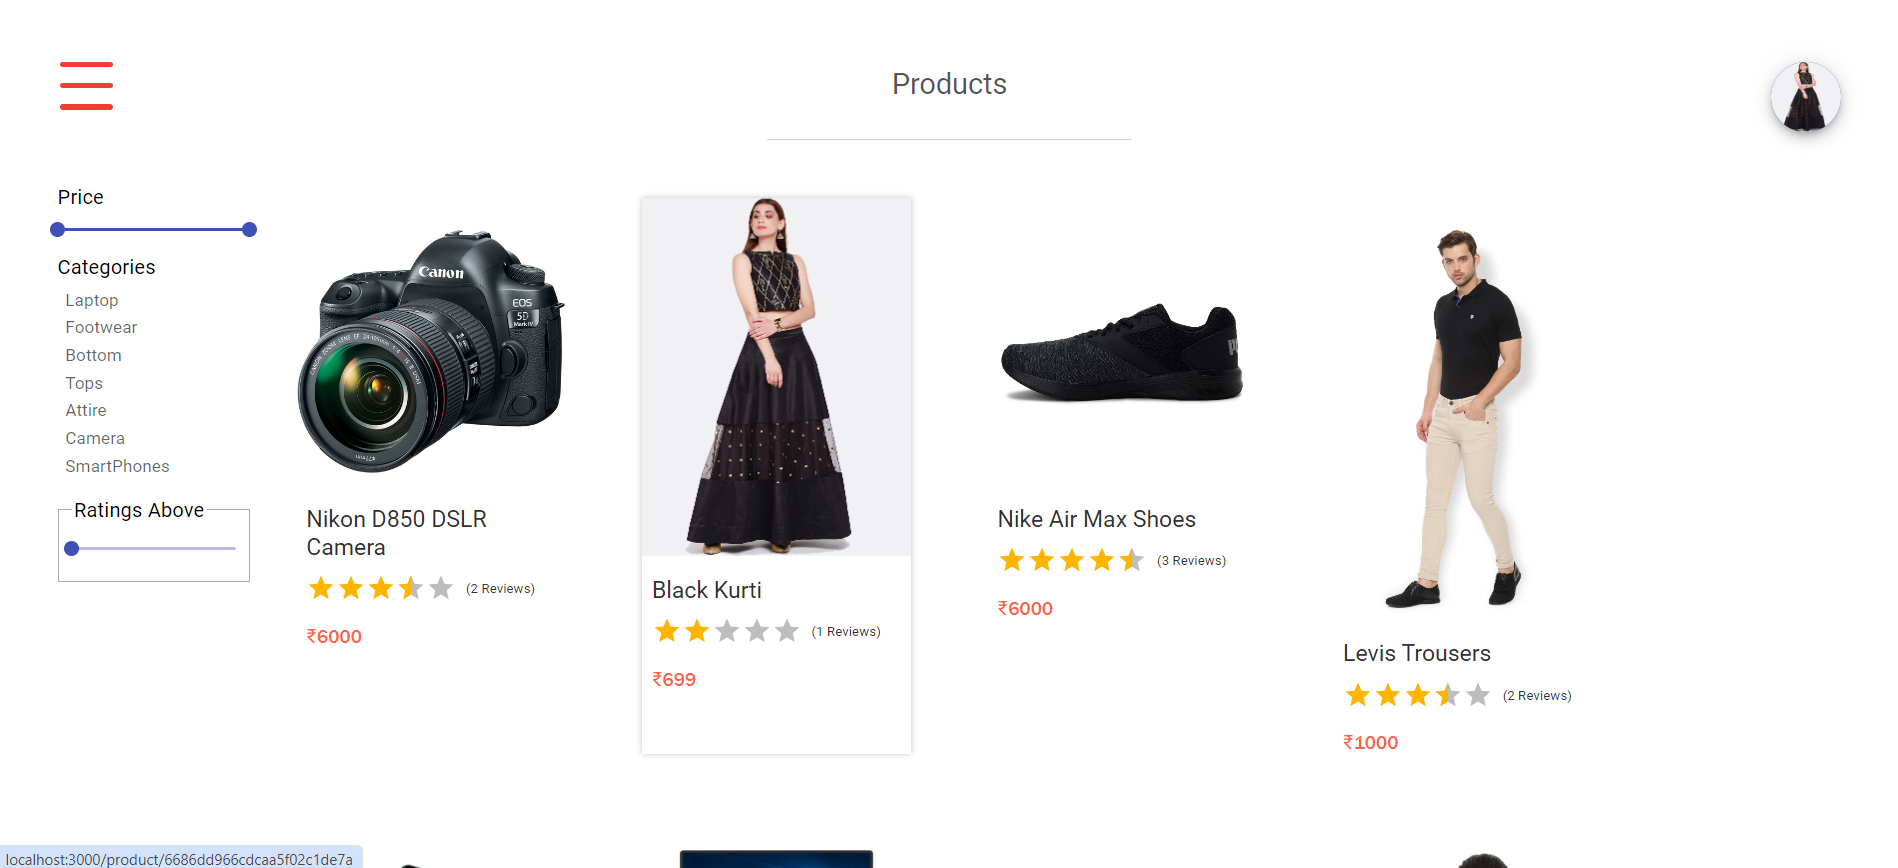 Products
Price
Categories
Laptop
Footwear
Bottom
Tops
Attire
Camera
SmartPhones
Ratings Above
Canon
EOS
5D
Mark IV
Nikon D850 DSLR
Camera
(2 Reviews)
₹6000
Black Kurti
(1 Reviews)
₹699
Nike Air Max Shoes
(3 Reviews)
₹6000
Levis Trousers
(2 Reviews)
₹1000
localhost:3000/product/6686dd966cdcaa5f02c1de7a